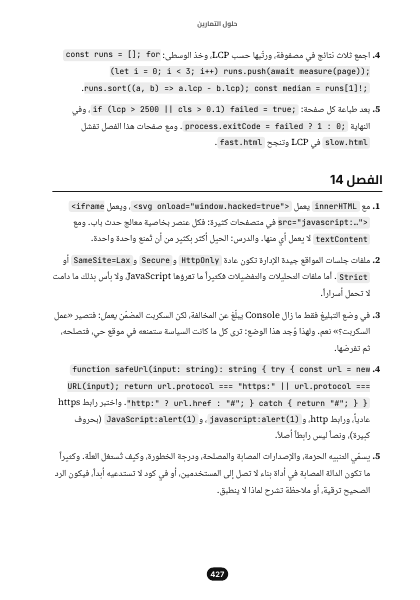 حلول التمارين
4. اجمع ثلاث نتائج في مصفوفة، ورتّبها حسب LCP، وخذ الوسطى: const runs = []; for
(let i = 0; i < 3; i++) runs.push(await measure(page));
runs.sort((a, b) => a.lcp - b.lcp); const median = runs[1]!;.
5. بعد طباعة كل صفحة: if (lcp > 2500 || cls > 0.1) failed = true;، وفي
النهاية process.exitCode = failed ? 1 : 0;. ومع صفحات هذا الفصل تفشل
slow.html في LCP وتنجح fast.html.
الفصل 14
1. مع innerHTML يعمل <svg onload="window.hacked=true">، ويعمل <iframe
src="javascript:…"> في متصفحات كثيرة: فكل عنصر بخاصية معالج حدث باب. ومع
textContent لا يعمل أي منها. والدرس: الحيل أكثر بكثير من أن تُمنع واحدة واحدة.
2. ملفات جلسات المواقع جيدة الإدارة تكون عادة HttpOnly و Secure و SameSite=Lax أو
Strict. أما ملفات التحليلات والتفضيلات فكثيراً ما تقرؤها JavaScript ولا بأس بذلك ما دامت
لا تحمل أسراراً.
3. في وضع التبليغ فقط ما زال Console يبلّغ عن المخالفة، لكن السكربت المضمّن يعمل: فتصير «عمل
السكربت؟» نعم. ولهذا وُجد هذا الوضع: ترى كل ما كانت السياسة ستمنعه في موقع حي، فتصلحه،
ثم تفرضها.
4. function safeUrl(input: string): string { try { const url = new
URL(input); return url.protocol === "https:" || url.protocol ===
"http:" ? url.href : "#"; } catch { return "#"; } }. واختبر رابط https
عادياً، ورابط http، و javascript:alert(1)، و JavaScript:alert(1) (بحروف
كبيرة)، ونصاً ليس رابطاً أصلاً.
5. يسمّي التنبيه الحزمة، والإصدارات المصابة والمصلحة، ودرجة الخطورة، وكيف تُستغل العلّة. وكثيراً
ما تكون الدالة المصابة في أداة بناء لا تصل إلى المستخدمين، أو في كود لا تستدعيه أبداً، فيكون الرد
الصحيح ترقية، أو ملاحظة تشرح لماذا لا ينطبق.
427